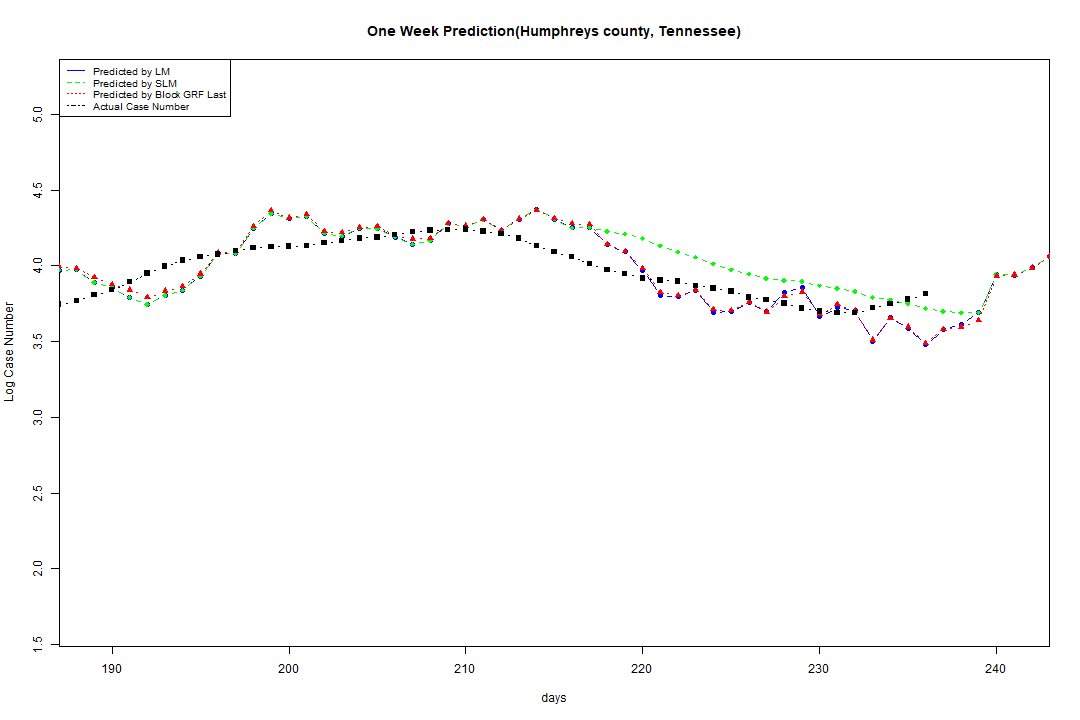 One Week Prediction(Humphreys county, Tennessee)
Predicted by LM
Predicted by SLM
Predicted by Block GRF Last
Actual Case Number
5.0
4.5
4.0
3.5
3.0
2.5
2.0
1.5
Log Case Number
190 200 210 220 230 240
days